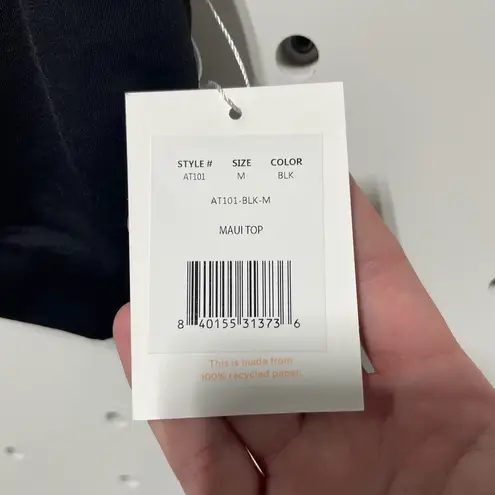 STYLE # SIZE COLOR
AT101 M BLK
AT101-BLK-M
MAUI TOP
8 40155 31373 6
This is made from
100% recycled paper.